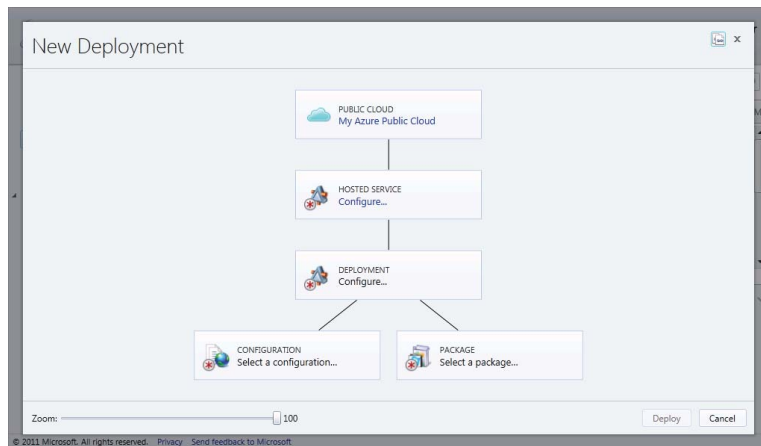 New Deployment
x
PUBLIC CLOUD
My Azure Public Cloud
HOSTED SERVICE
Configure...
DEPLOYMENT
Configure...
CONFIGURATION
Select a configuration...
PACKAGE
Select a package...
Zoom:
100
Deploy
Cancel
© 2011 Microsoft. All rights reserved. Privacy Send feedback to Microsoft